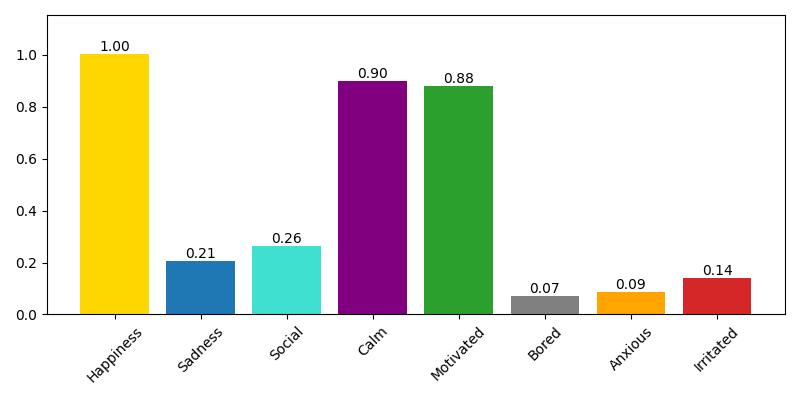 1.0
0.8
0.6
0.4
0.2
0.0
1.00
0.21
0.26
0.90
0.88
0.07
0.09
0.14
Happiness
Sadness
Social
Calm
Motivated
Bored
Anxious
Irritated